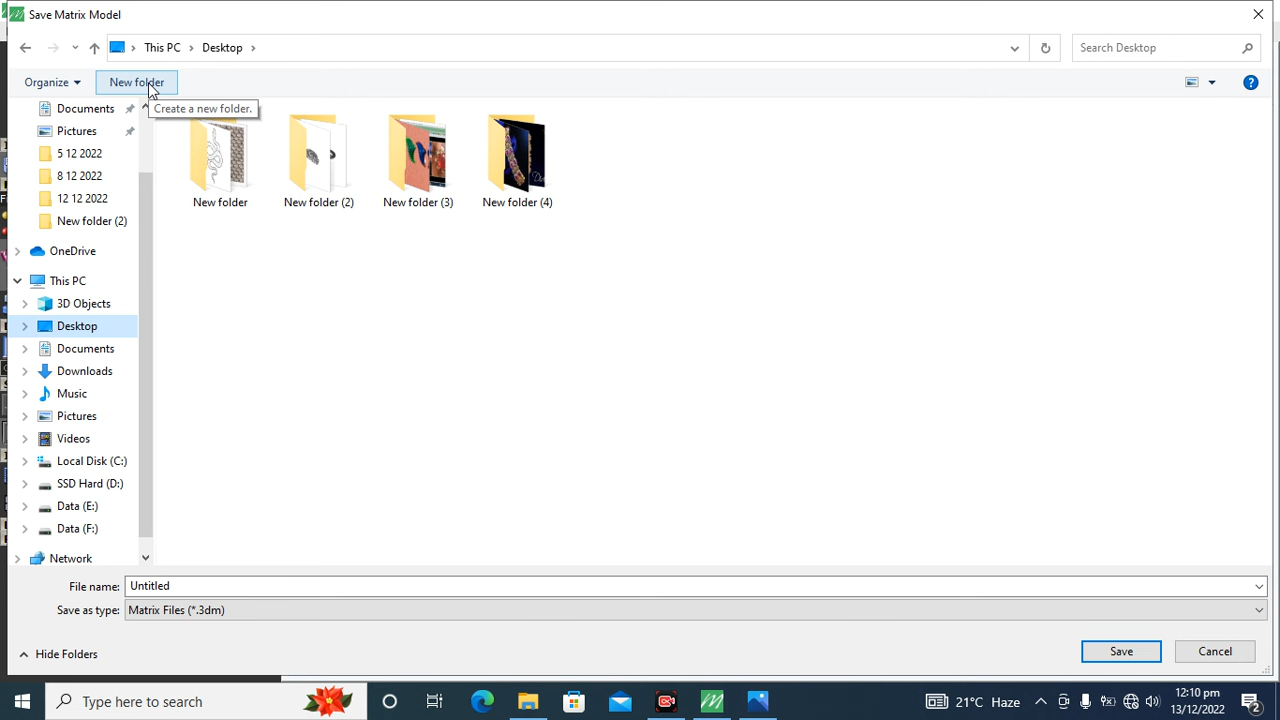 Save Matrix Model
This PC
Desktop
Search Desktop
Organize
New folder
Create a new folder.
Documents
Pictures
5 12 2022
8 12 2022
12 12 2022
New folder (2)
OneDrive
This PC
3D Objects
Desktop
Documents
Downloads
Music
Pictures
Videos
Local Disk (C:)
SSD Hard (D:)
Data (E:)
Data (F:)
Network
New folder
New folder (2)
New folder (3)
New folder (4)
File name: Untitled
Save as type: Matrix Files (*.3dm)
Hide Folders
Save
Cancel
Type here to search
21°C Haze
12:10 pm
13/12/2022
2